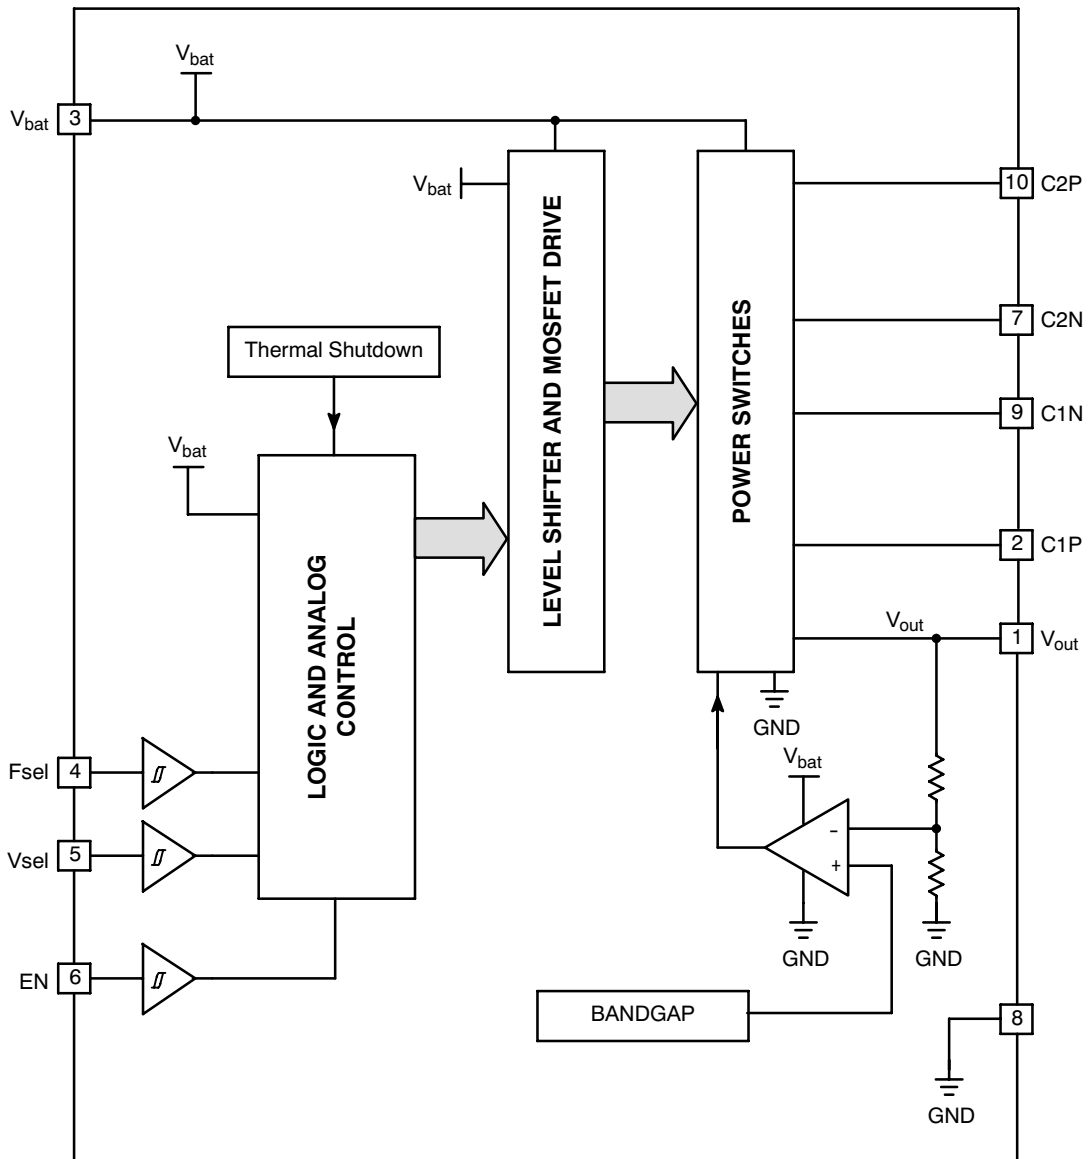 Vbat
Vbat 3
Vbat
10 C2P
LEVEL SHIFTER AND MOSFET DRIVE
POWER SWITCHES
7 C2N
Thermal Shutdown
9 C1N
Vbat
LOGIC AND ANALOG
CONTROL
2 C1P
Vout
1 Vout
GND
Vbat
Fsel 4
-
+
Vsel 5
GND
GND
EN 6
BANDGAP
8
GND